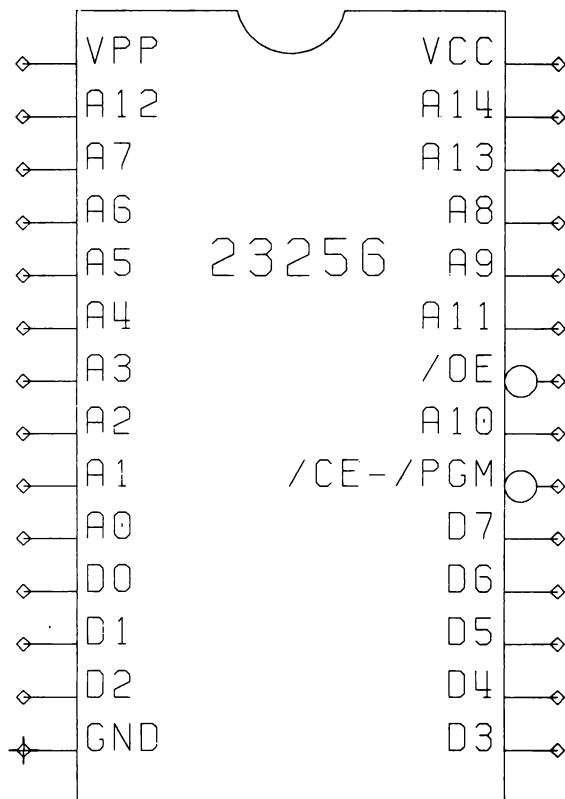 VPP VCC
A12 A14
A7 A13
A6 A8
23256
A5 A9
A4 A11
A3 /OE
A2 A10
A1 /CE-/PGM
A0 D7
D0 D6
D1 D5
D2 D4
GND D3